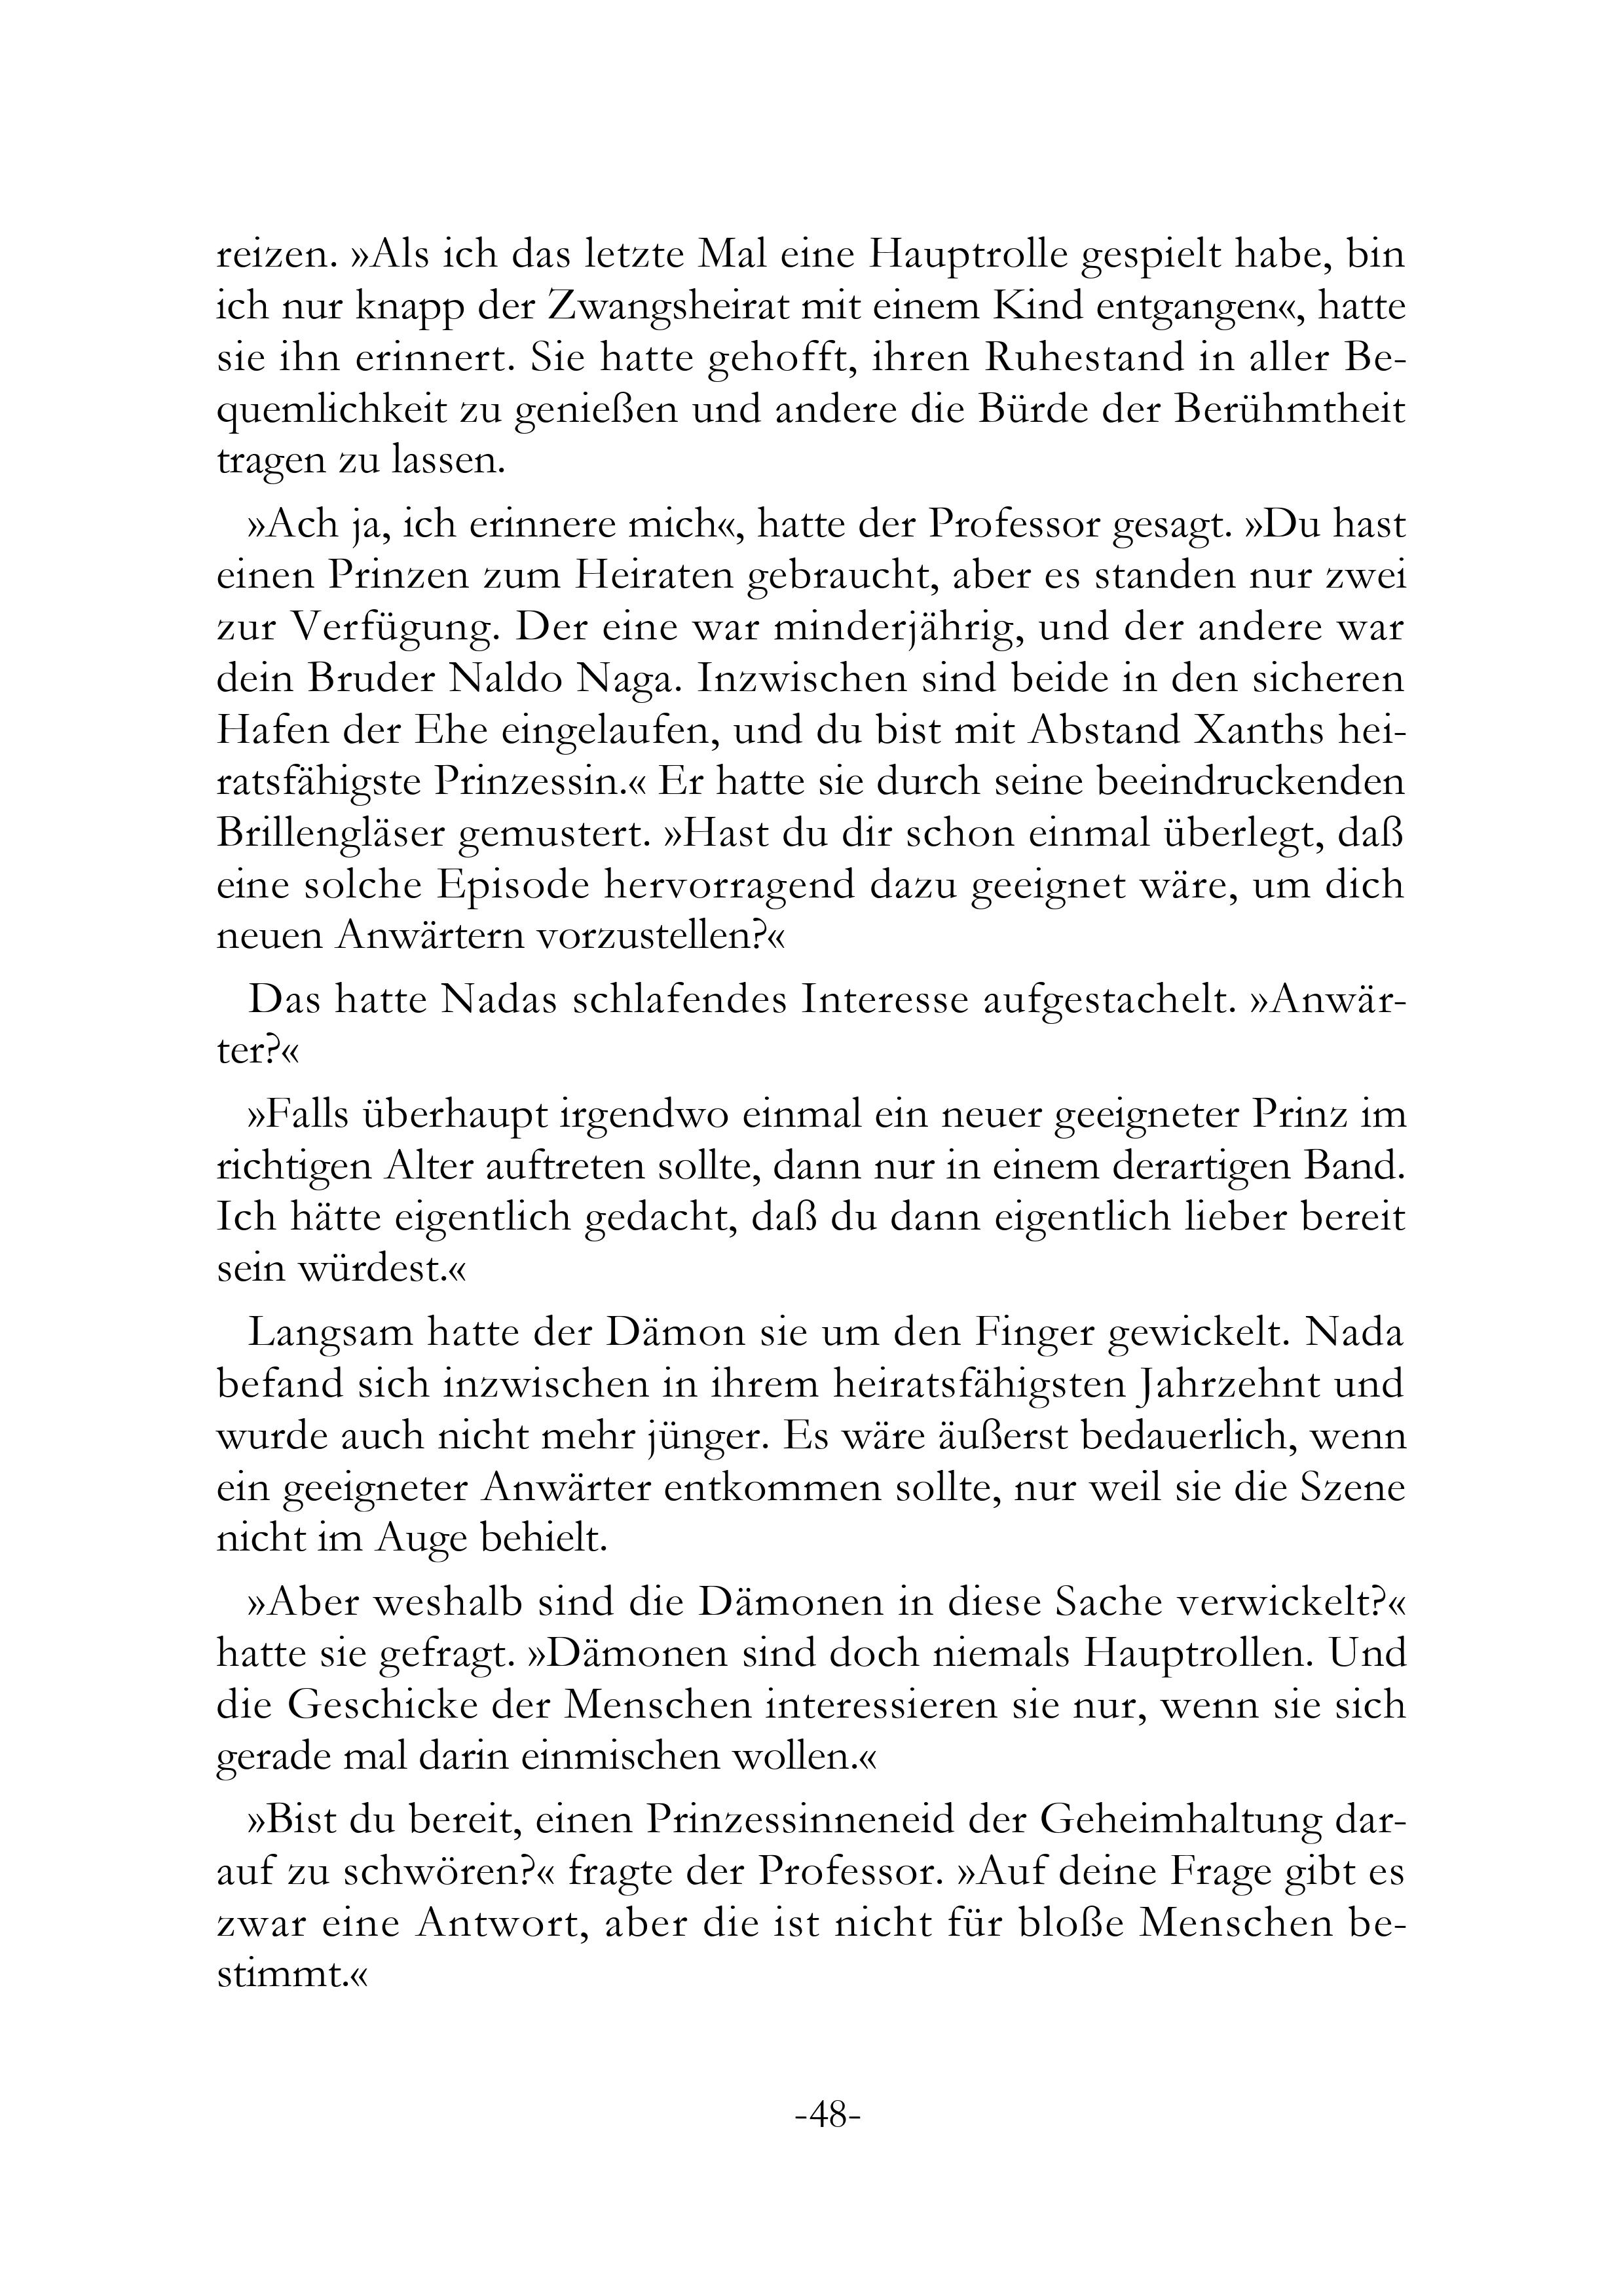 reizen. »Als ich das letzte Mal eine Hauptrolle gespielt habe, bin
ich nur knapp der Zwangsheirat mit einem Kind entgangen«, hatte
sie ihn erinnert. Sie hatte gehofft, ihren Ruhestand in aller Be-
quemlichkeit zu genießen und andere die Bürde der Berühmtheit
tragen zu lassen.
»Ach ja, ich erinnere mich«, hatte der Professor gesagt. »Du hast
einen Prinzen zum Heiraten gebraucht, aber es standen nur zwei
zur Verfügung. Der eine war minderjährig, und der andere war
dein Bruder Naldo Naga. Inzwischen sind beide in den sicheren
Hafen der Ehe eingelaufen, und du bist mit Abstand Xanths hei-
ratsfähigste Prinzessin.« Er hatte sie durch seine beeindruckenden
Brillengläser gemustert. »Hast du dir schon einmal überlegt, daß
eine solche Episode hervorragend dazu geeignet wäre, um dich
neuen Anwärtern vorzustellen?«
Das hatte Nadas schlafendes Interesse aufgestachelt. »Anwär-
ter?«
»Falls überhaupt irgendwo einmal ein neuer geeigneter Prinz im
richtigen Alter auftreten sollte, dann nur in einem derartigen Band.
Ich hätte eigentlich gedacht, daß du dann eigentlich lieber bereit
sein würdest.«
Langsam hatte der Dämon sie um den Finger gewickelt. Nada
befand sich inzwischen in ihrem heiratsfähigsten Jahrzehnt und
wurde auch nicht mehr jünger. Es wäre äußerst bedauerlich, wenn
ein geeigneter Anwärter entkommen sollte, nur weil sie die Szene
nicht im Auge behielt.
»Aber weshalb sind die Dämonen in diese Sache verwickelt?«
hatte sie gefragt. »Dämonen sind doch niemals Hauptrollen. Und
die Geschicke der Menschen interessieren sie nur, wenn sie sich
gerade mal darin einmischen wollen.«
»Bist du bereit, einen Prinzessinneneid der Geheimhaltung dar-
auf zu schwören?« fragte der Professor. »Auf deine Frage gibt es
zwar eine Antwort, aber die ist nicht für bloße Menschen be-
stimmt.«
-48-